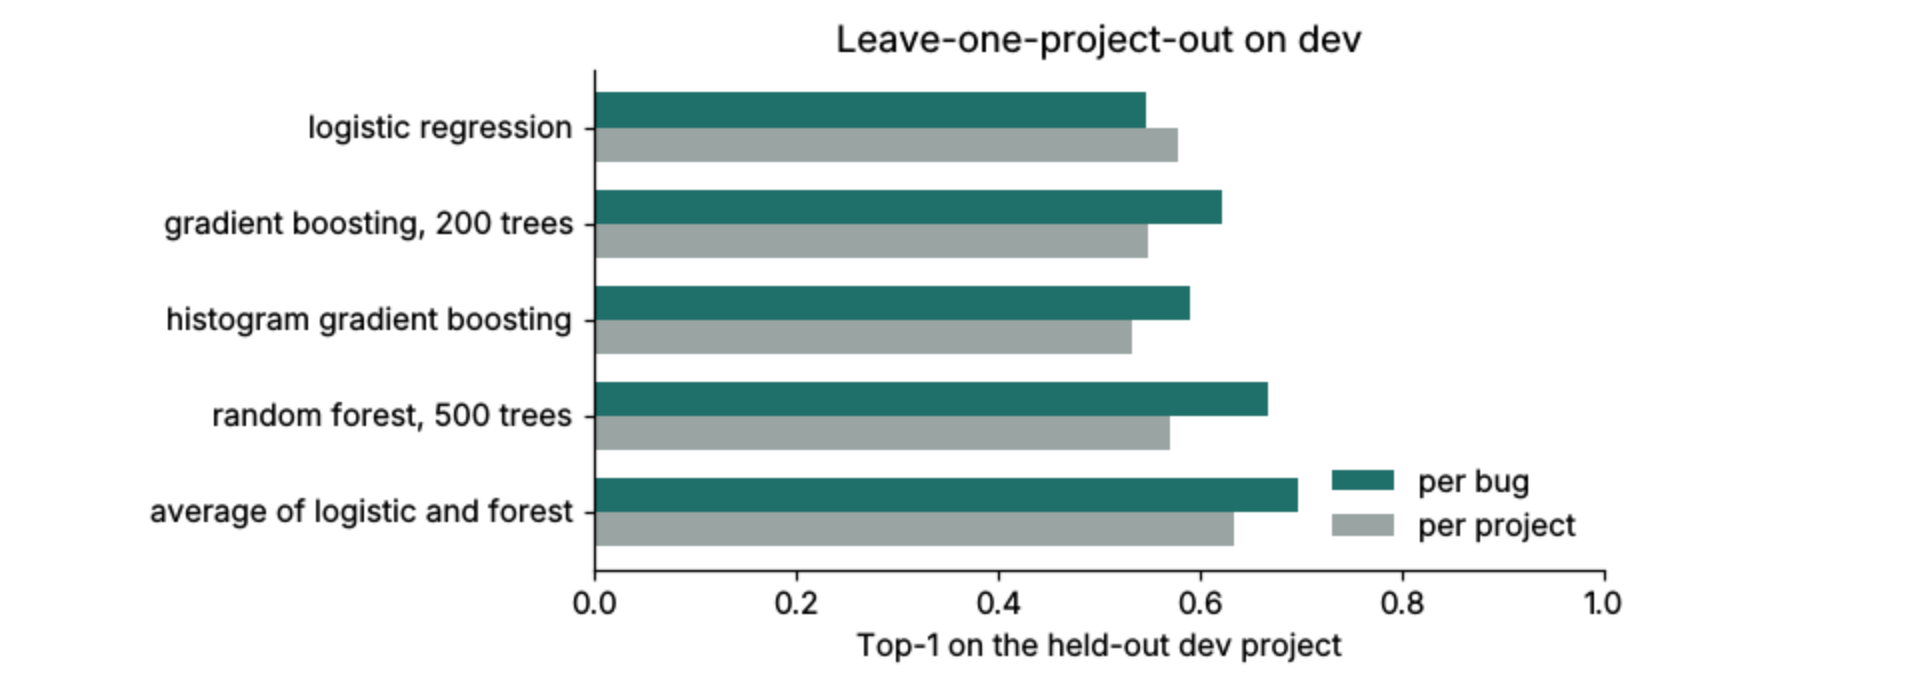 Leave-one-project-out on dev
logistic regression
gradient boosting, 200 trees
histogram gradient boosting
random forest, 500 trees
average of logistic and forest
per bug
per project
0.0 0.2 0.4 0.6 0.8 1.0
Top-1 on the held-out dev project